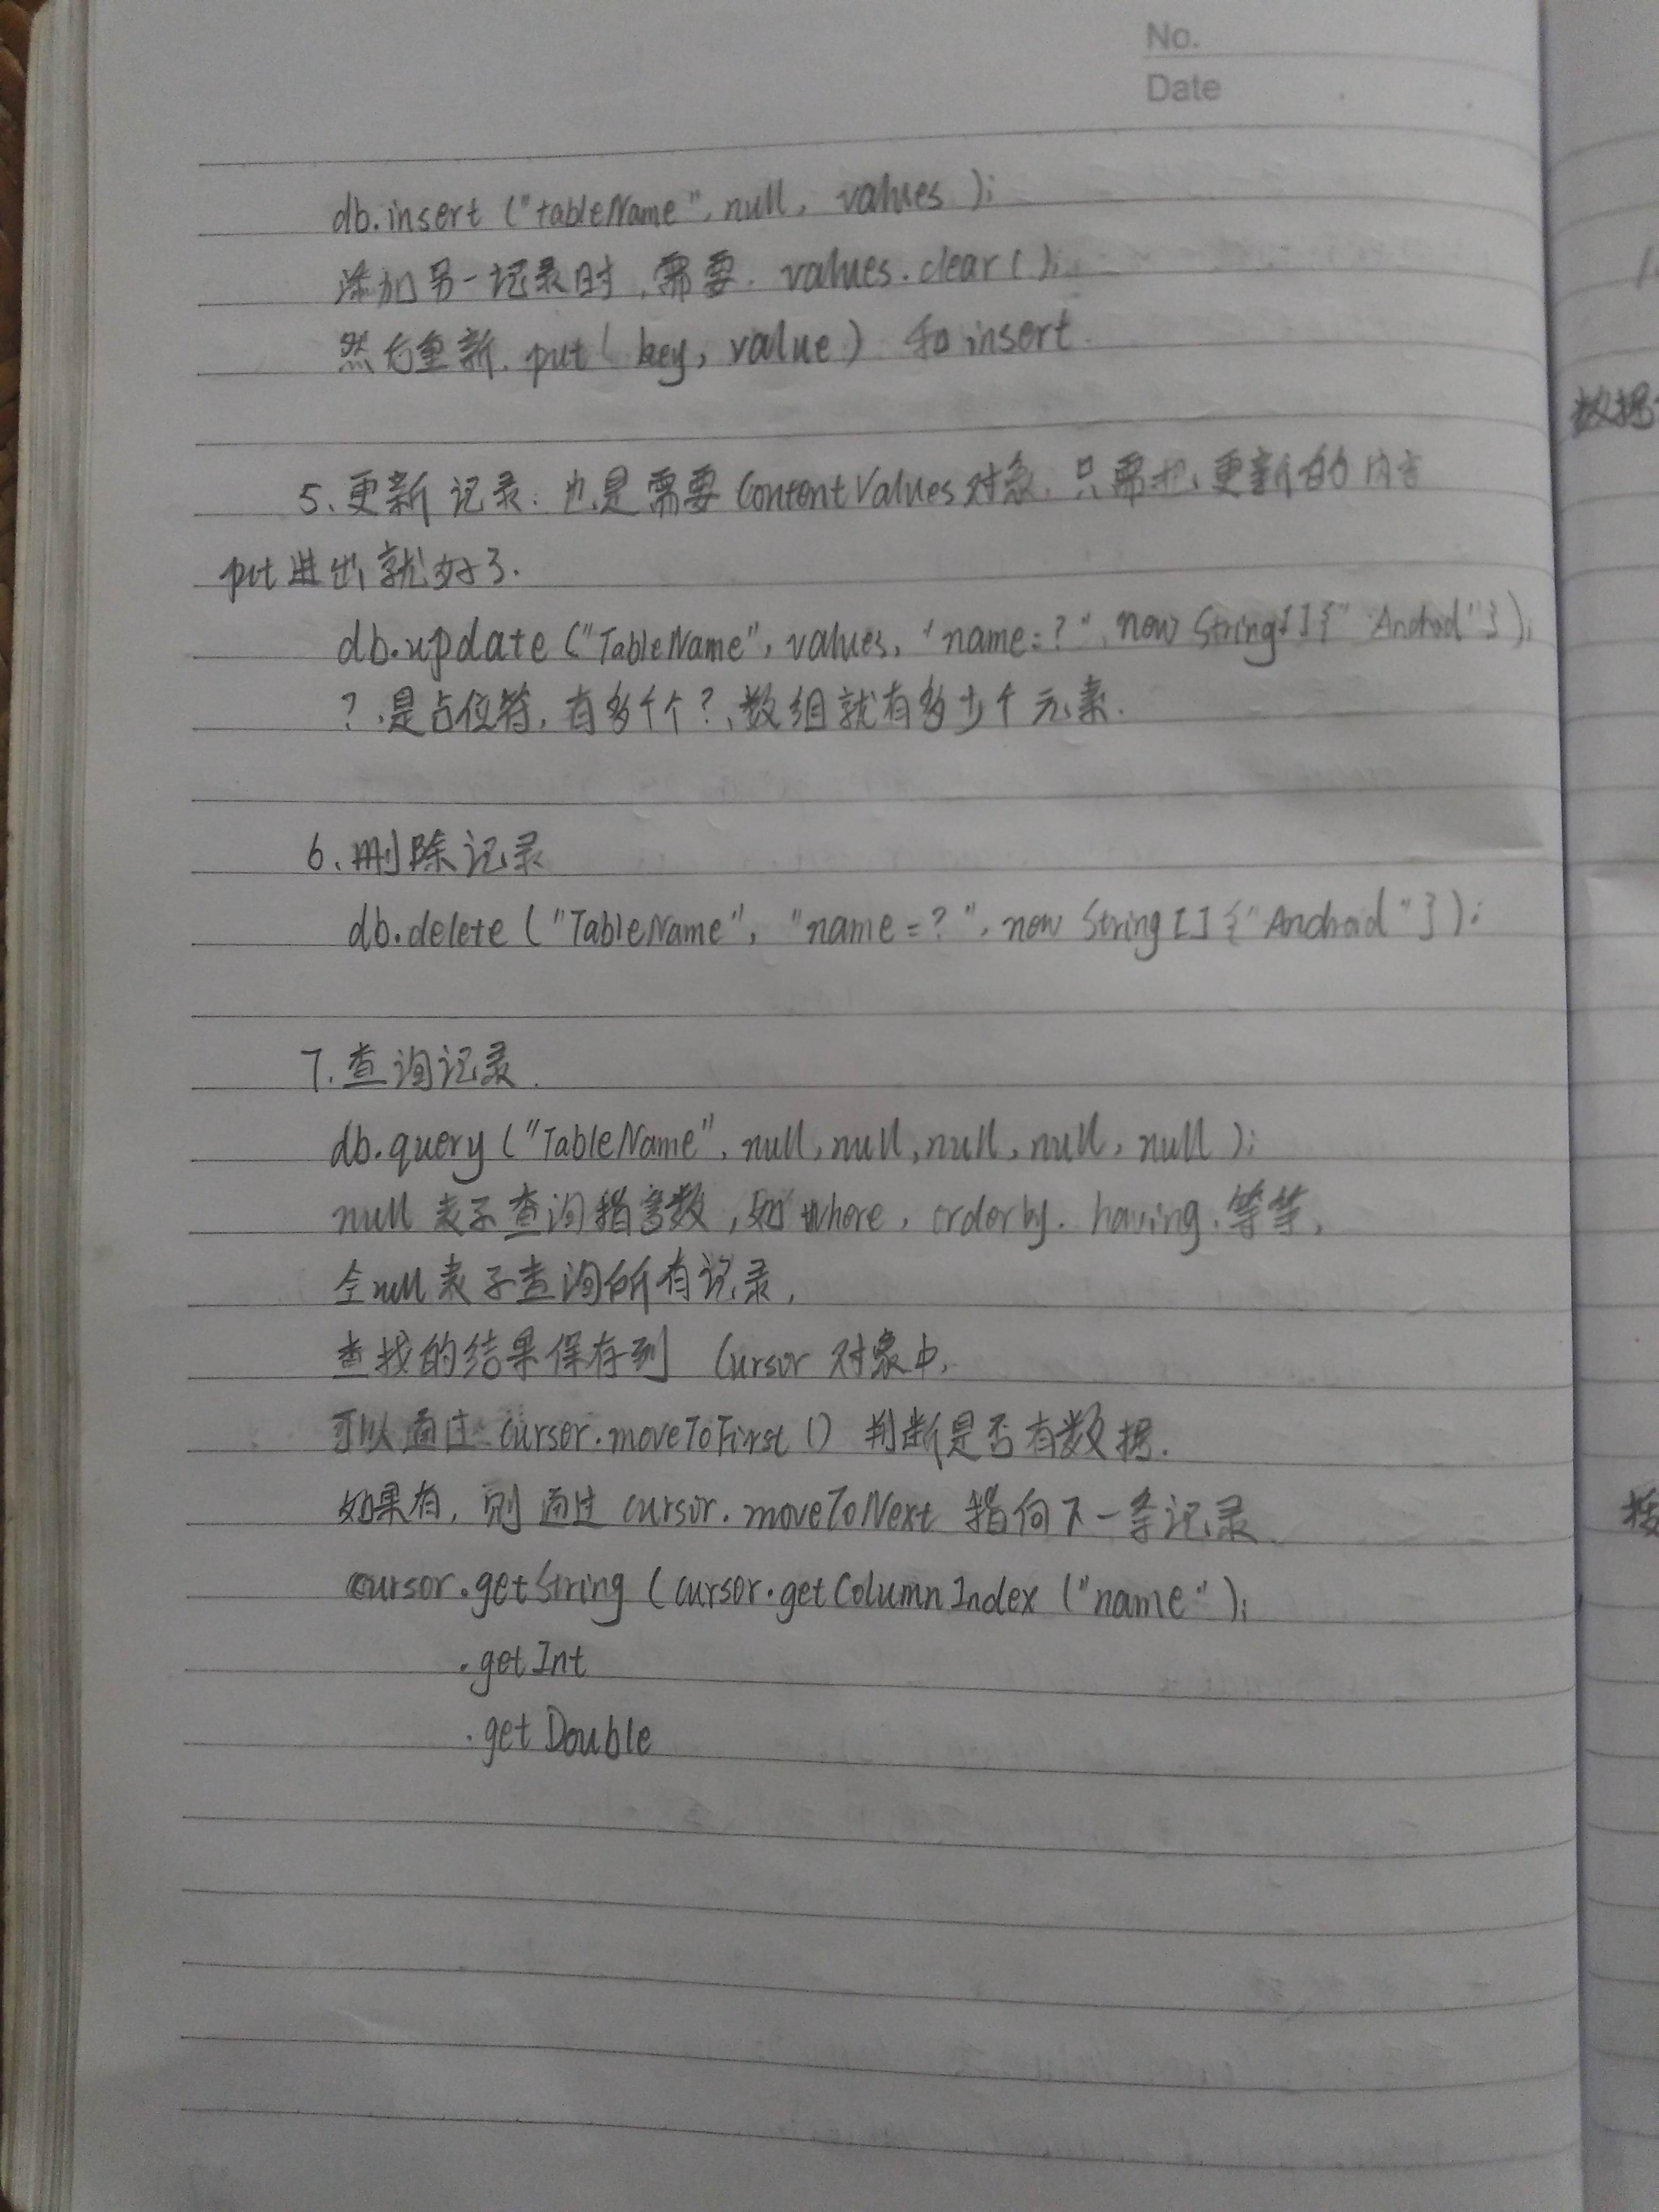 No.
Date
db.insert ("tableName", null, values );
添加另一记录时,需要. values.clear();
然后重新. put( key, value) 和 insert.
5、更新记录: 也是需要 ContentValues 对象, 只需把更新的内容
put 进去就好了.
db.update ("TableName", values, "name=?", new String[]{"Android"});
?、是占位符, 有多个个?、数组就有多少个元素.
6、删除记录
db.delete ("TableName", "name=?", new String[]{"Android"});
7.查询记录.
db.query ("TableName", null, null, null, null, null );
null 表示查询指参数, 如 where, orderby. having. 等等,
全null 表示查询所有记录,
查找的结果保存到 Cursor 对象中,
可以通过 cursor.moveToFirst () 判断是否有数据.
如果有, 则通过 cursor.moveToNext 指向下一条记录
cursor.getString (cursor.getColumnIndex ("name");
.getInt
.getDouble
数据